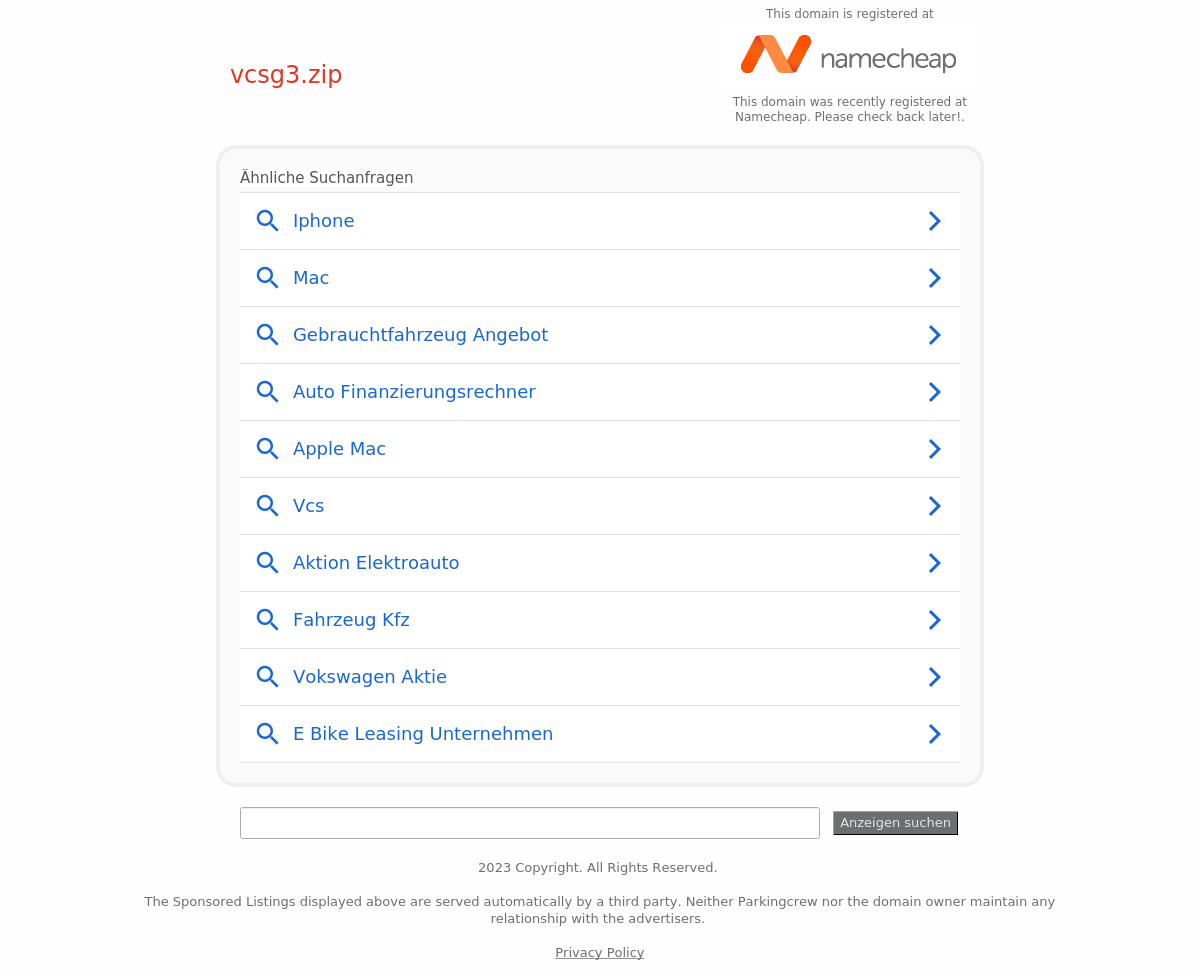 This domain is registered at
namecheap
vcsg3.zip
This domain was recently registered at
Namecheap. Please check back later!.
Ähnliche Suchanfragen
Iphone
Mac
Gebrauchtfahrzeug Angebot
Auto Finanzierungsrechner
Apple Mac
Vcs
Aktion Elektroauto
Fahrzeug Kfz
Vokswagen Aktie
E Bike Leasing Unternehmen
Anzeigen suchen
2023 Copyright. All Rights Reserved.
The Sponsored Listings displayed above are served automatically by a third party. Neither Parkingcrew nor the domain owner maintain any
relationship with the advertisers.
Privacy Policy